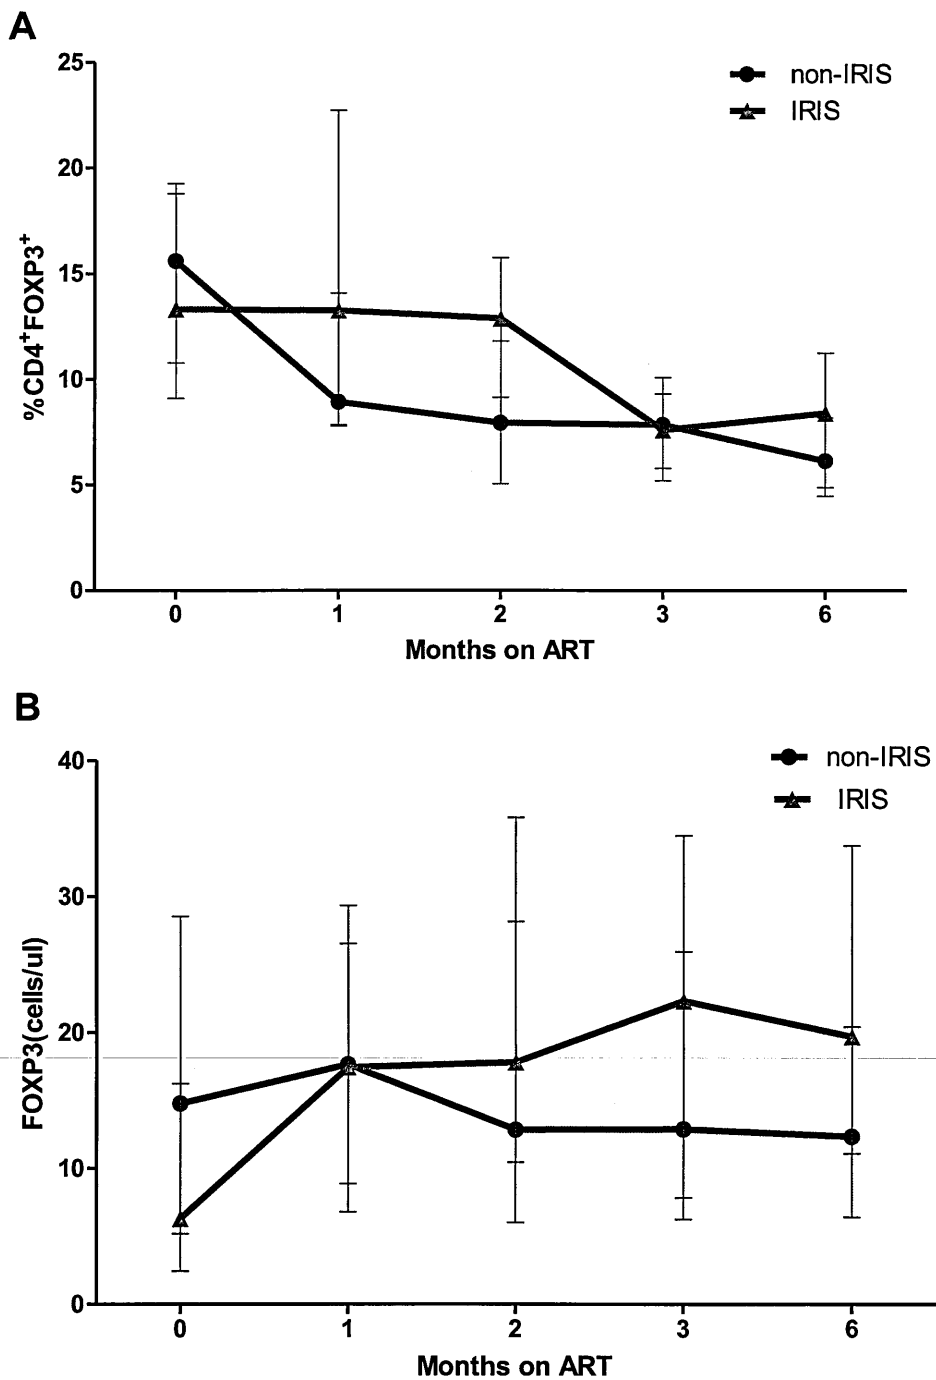 A
25
20
15
10
5
0
%CD4+FOXP3+
non-IRIS
IRIS
0 1 2 3 6
Months on ART
B
40
30
20
10
0
FOXP3(cells/ul)
non-IRIS
IRIS
0 1 2 3 6
Months on ART